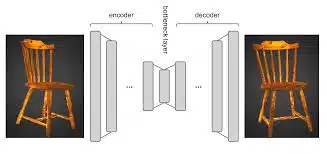 encoder
bottleneck layer
decoder
...
...